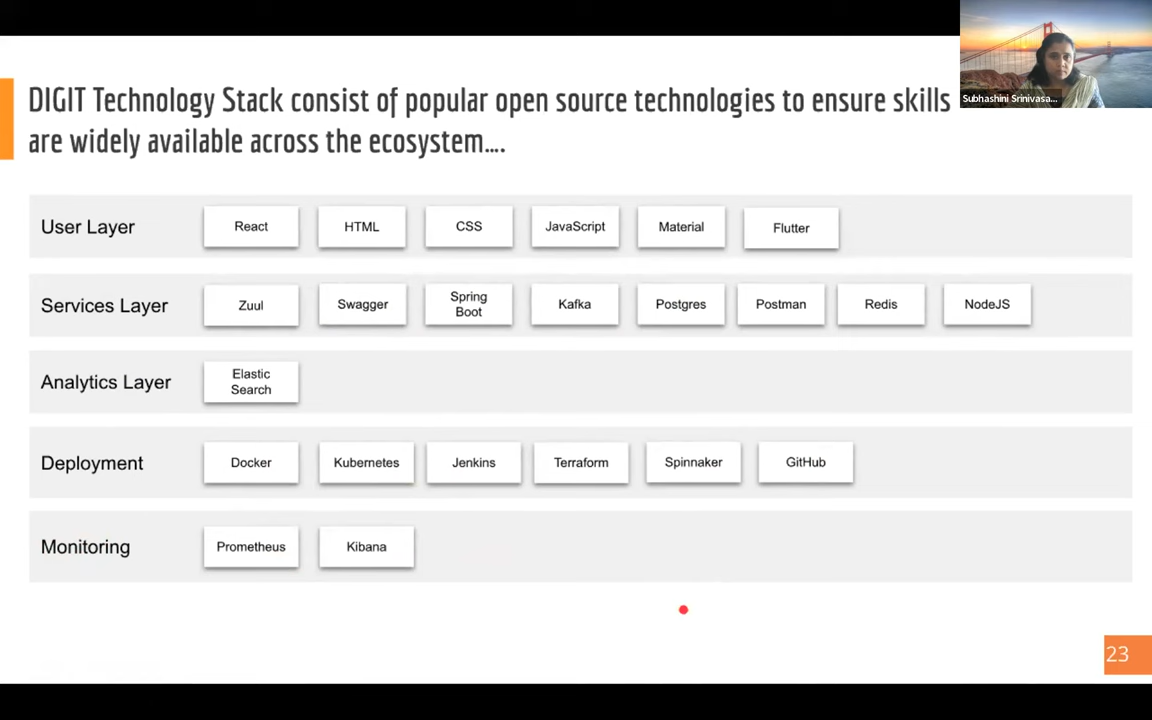 DIGIT Technology Stack consist of popular open source technologies to ensure skills
are widely available across the ecosystem....
Subhashini Srinivasa...
User Layer
React
HTML
CSS
JavaScript
Material
Flutter
Services Layer
Zuul
Swagger
Spring
Boot
Kafka
Postgres
Postman
Redis
NodeJS
Analytics Layer
Elastic
Search
Deployment
Docker
Kubernetes
Jenkins
Terraform
Spinnaker
GitHub
Monitoring
Prometheus
Kibana
23